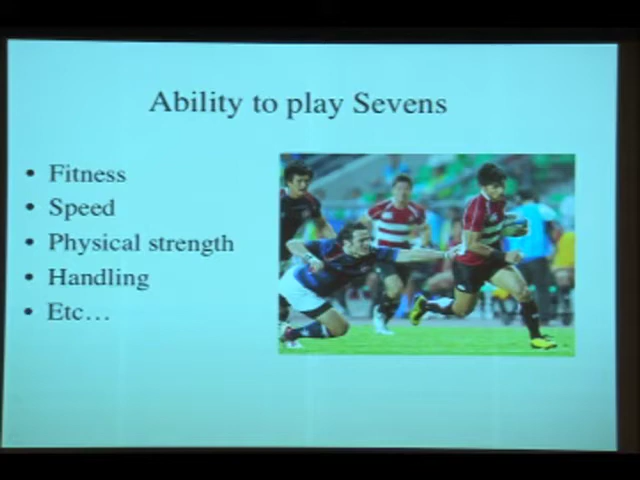 Ability to play Sevens
• Fitness
• Speed
• Physical strength
• Handling
• Etc…